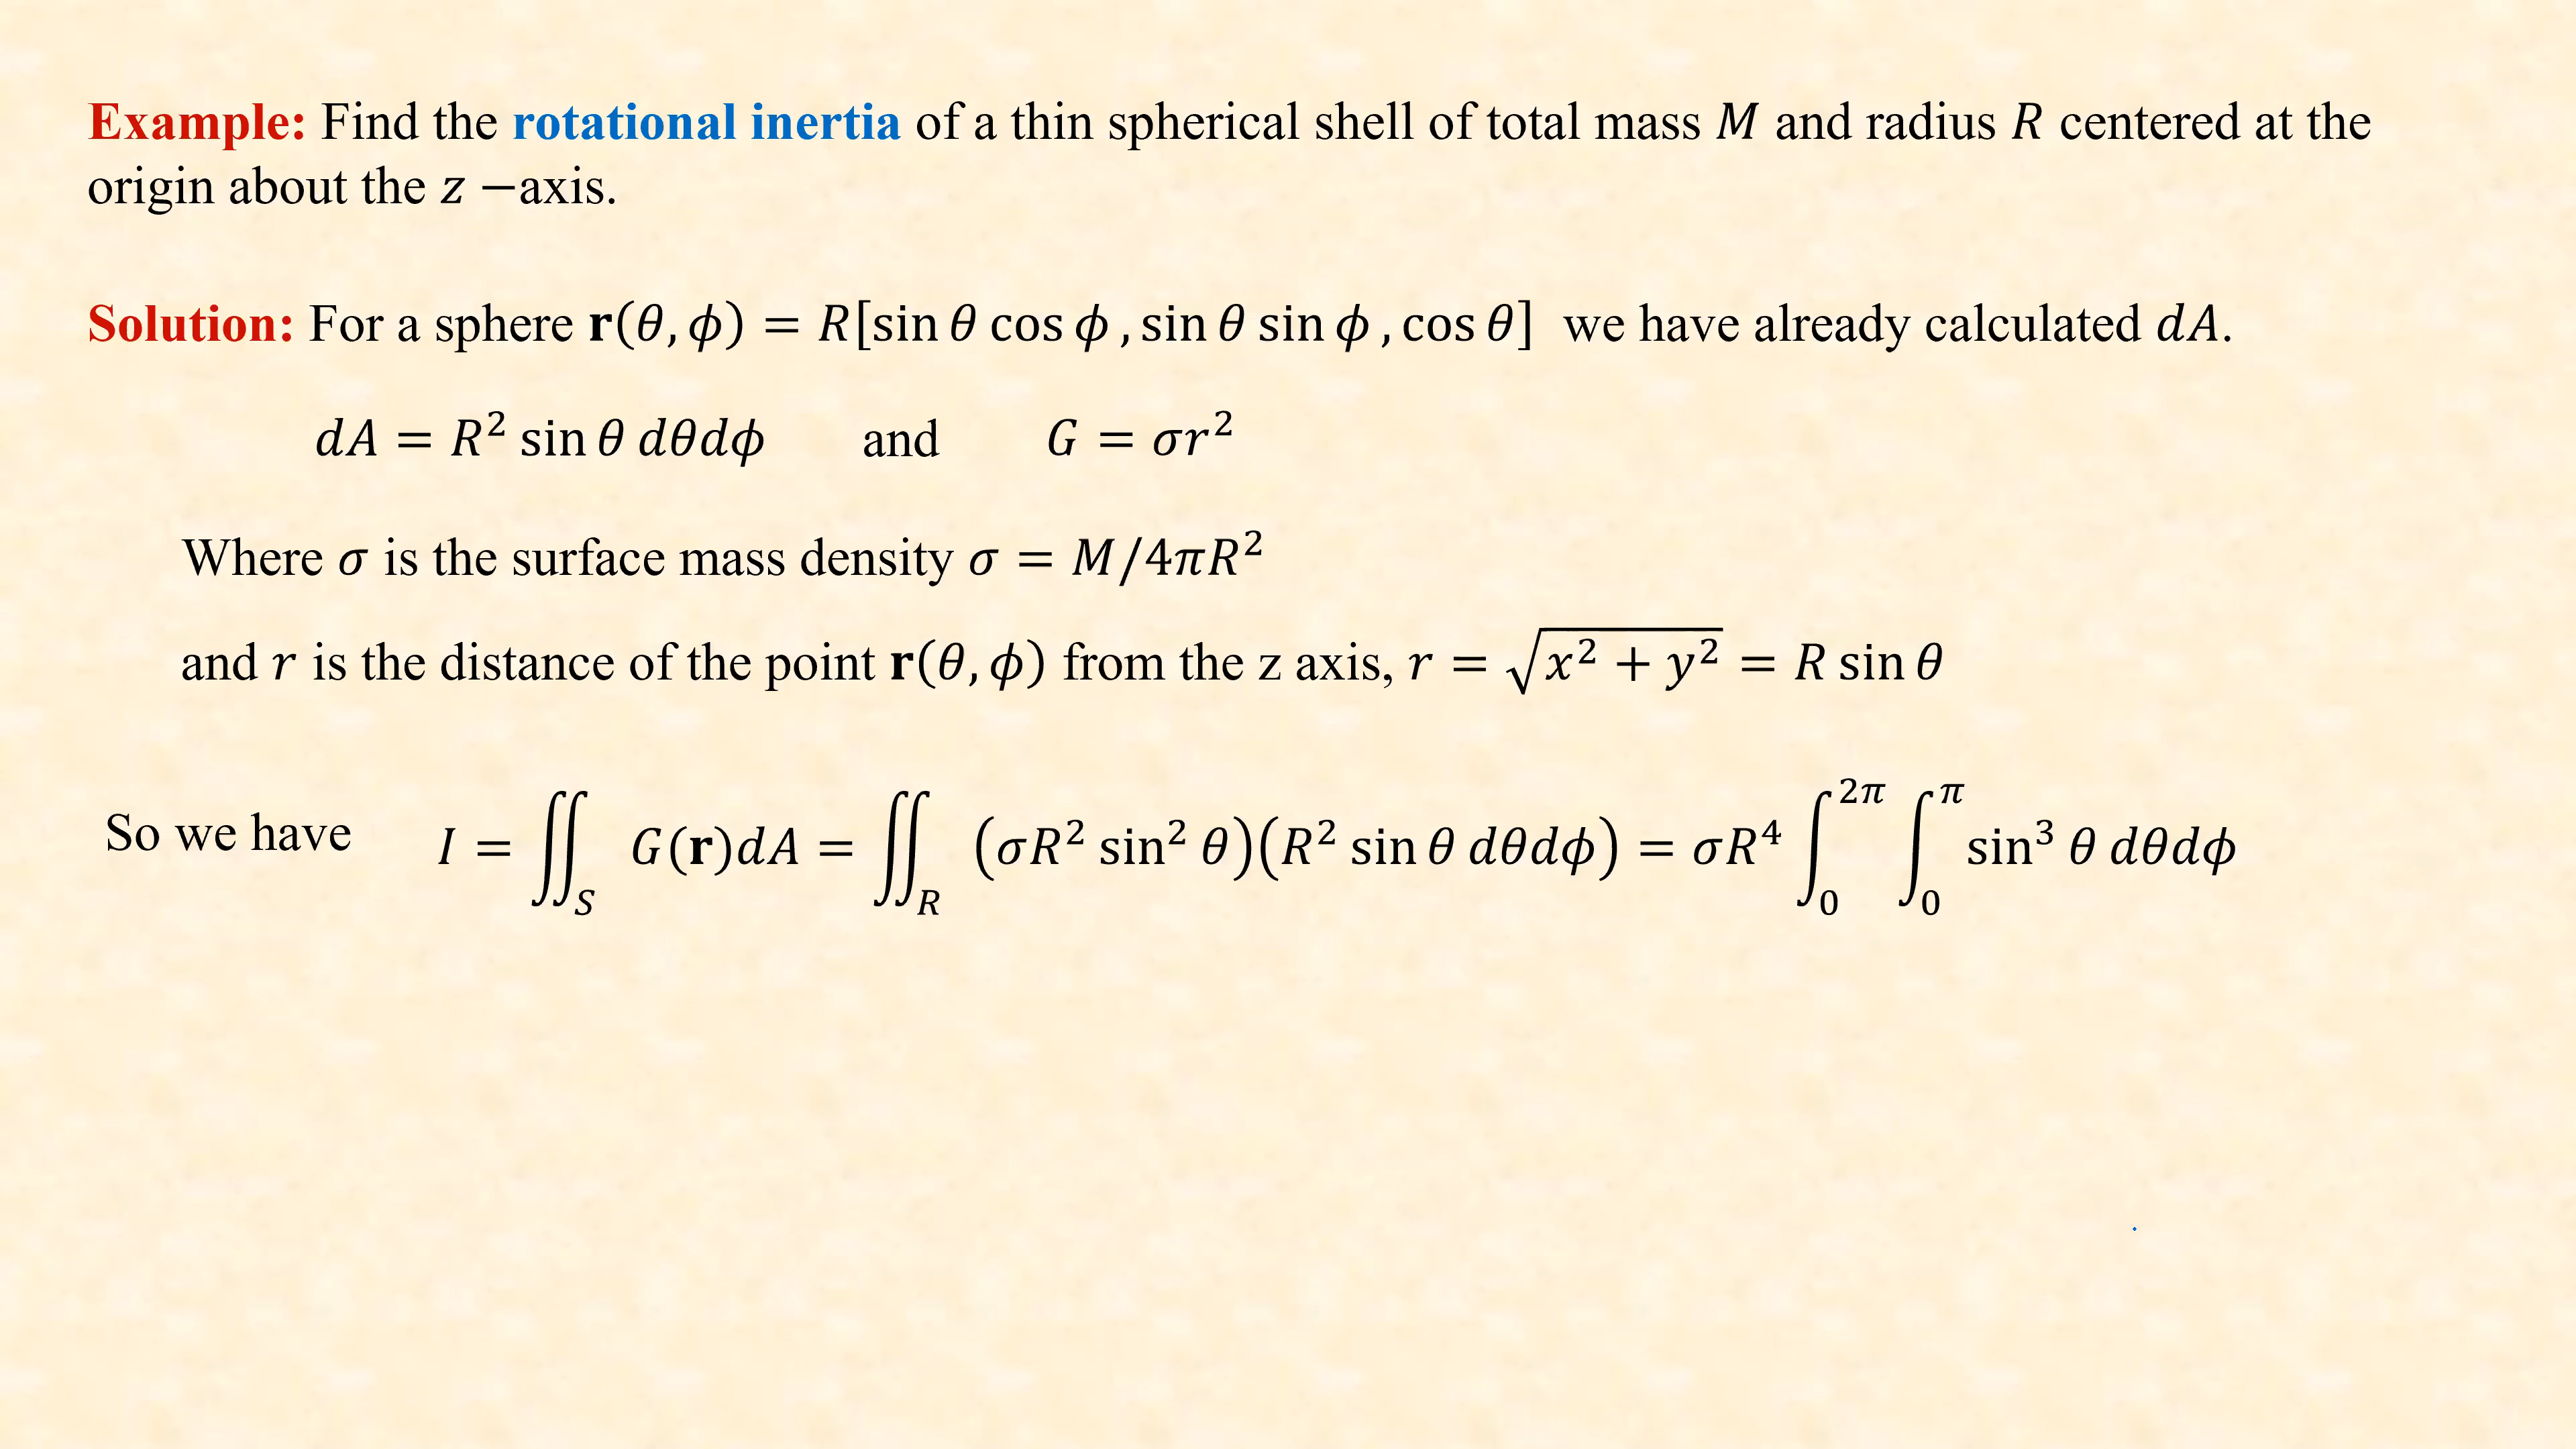 Example: Find the rotational inertia of a thin spherical shell of total mass M and radius R centered at the
origin about the z −axis.
Solution: For a sphere r(θ, ϕ) = R[sin θ cos ϕ , sin θ sin ϕ , cos θ] we have already calculated dA.
dA = R² sin θ dθdϕ and G = σr²
Where σ is the surface mass density σ = M/4πR²
and r is the distance of the point r(θ, ϕ) from the z axis, r = √(x² + y²) = R sin θ
So we have I = ∬_S G(r)dA = ∬_R (σR² sin² θ)(R² sin θ dθdϕ) = σR⁴ ∫_0^2π ∫_0^π sin³ θ dθdϕ